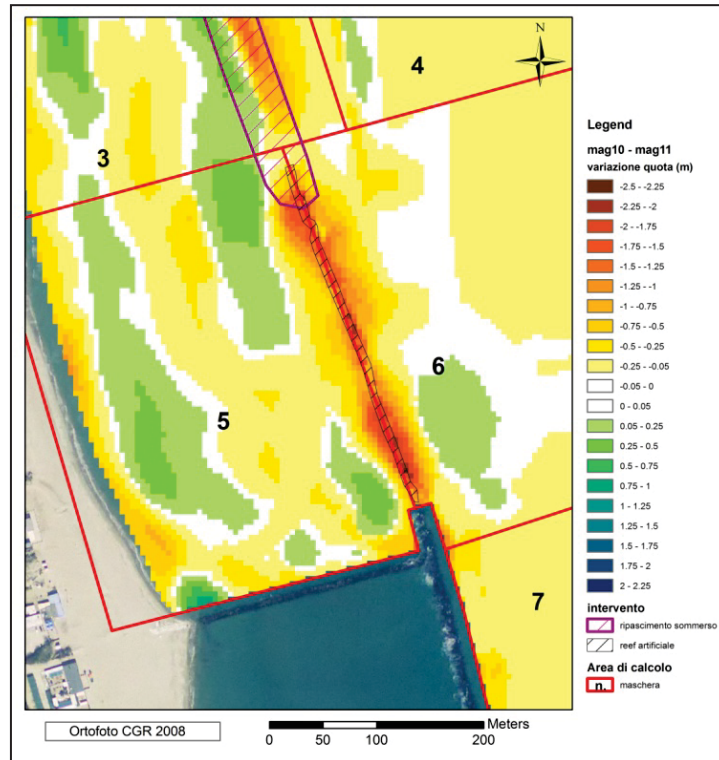 N
4
3
6
5
7
Ortofoto CGR 2008
Meters
0 50 100 200
Legend
mag10 - mag11
variazione quota (m)
-2.5 - -2.25
-2.25 - -2
-2 - -1.75
-1.75 - -1.5
-1.5 - -1.25
-1.25 - -1
-1 - -0.75
-0.75 - -0.5
-0.5 - -0.25
-0.25 - -0.05
-0.05 - 0
0 - 0.05
0.05 - 0.25
0.25 - 0.5
0.5 - 0.75
0.75 - 1
1 - 1.25
1.25 - 1.5
1.5 - 1.75
1.75 - 2
2 - 2.25
intervento
ripascimento sommerso
reef artificiale
Area di calcolo
n. maschera